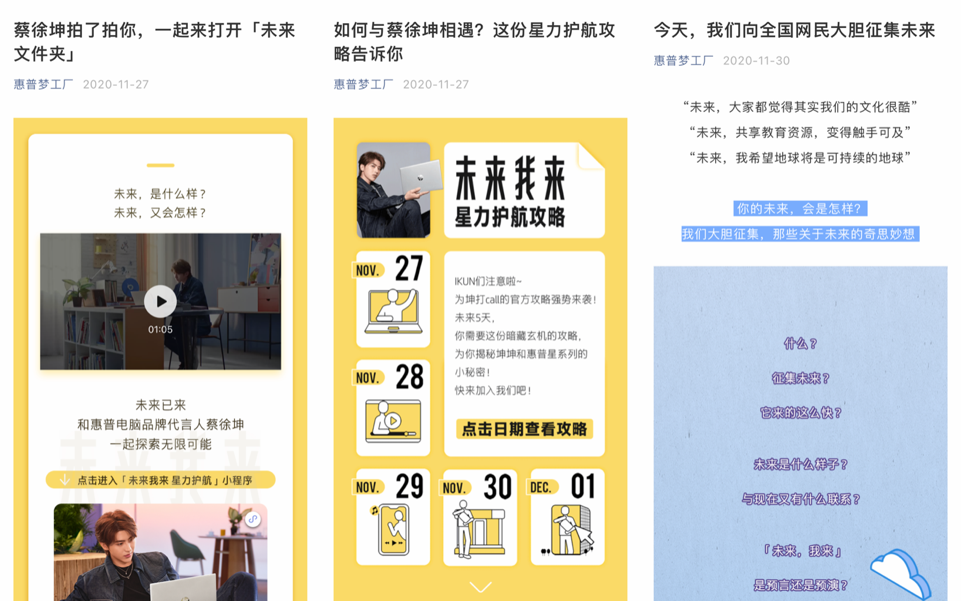 蔡徐坤拍了拍你，一起来打开「未来
文件夹」
惠普梦工厂 2020-11-27
未来，是什么样？
未来，又会怎样？
01:05
未来已来
和惠普电脑品牌代言人蔡徐坤
一起探索无限可能
未来我来
点击进入「未来我来 星力护航」小程序
如何与蔡徐坤相遇？这份星力护航攻
略告诉你
惠普梦工厂 2020-11-27
未来我来
星力护航攻略
NOV. 27
IKUN们注意啦~
为坤打call的官方攻略强势来袭！
未来5天，
你需要这份暗藏玄机的攻略，
为你揭秘坤坤和惠普星系列的
小秘密！
快来加入我们吧！
NOV. 28
点击日期查看攻略
NOV. 29
NOV. 30
DEC. 01
今天，我们向全国网民大胆征集未来
惠普梦工厂 2020-11-30
“未来，大家都觉得其实我们的文化很酷”
“未来，共享教育资源，变得触手可及”
“未来，我希望地球将是可持续的地球”
你的未来，会是怎样？
我们大胆征集，那些关于未来的奇思妙想
什么？
征集未来？
它来的这么快？
未来是什么样子？
与现在又有什么联系？
「未来，我来」
是预言还是预演？